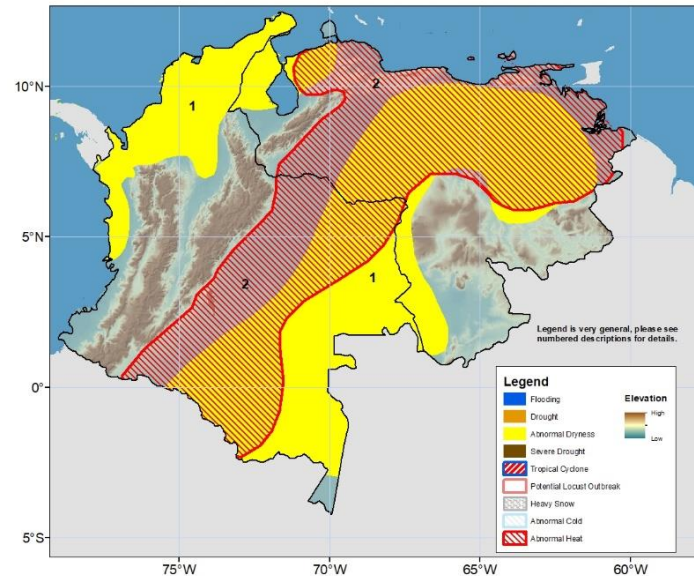 10°N
5°N
0°
5°S
75°W
70°W
65°W
60°W
1
2
2
1
Legend is very general, please see
numbered descriptions for details.
Legend
Flooding
Drought
Abnormal Dryness
Severe Drought
Tropical Cyclone
Potential Locust Outbreak
Heavy Snow
Abnormal Cold
Abnormal Heat
Elevation
High
Low